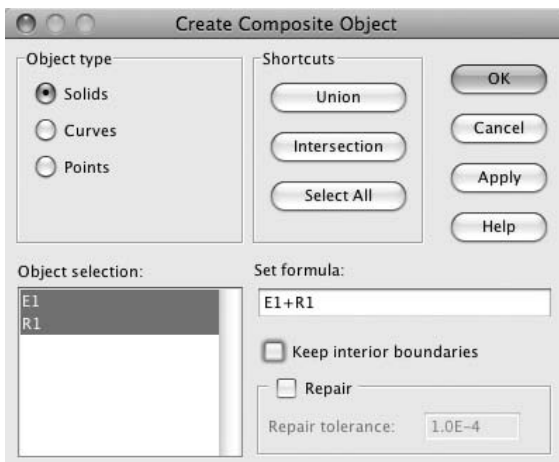 Create Composite Object
Object type
Solids
Curves
Points
Shortcuts
Union
Intersection
Select All
OK
Cancel
Apply
Help
Object selection:
E1
R1
Set formula:
E1+R1
Keep interior boundaries
Repair
Repair tolerance:
1.0E-4